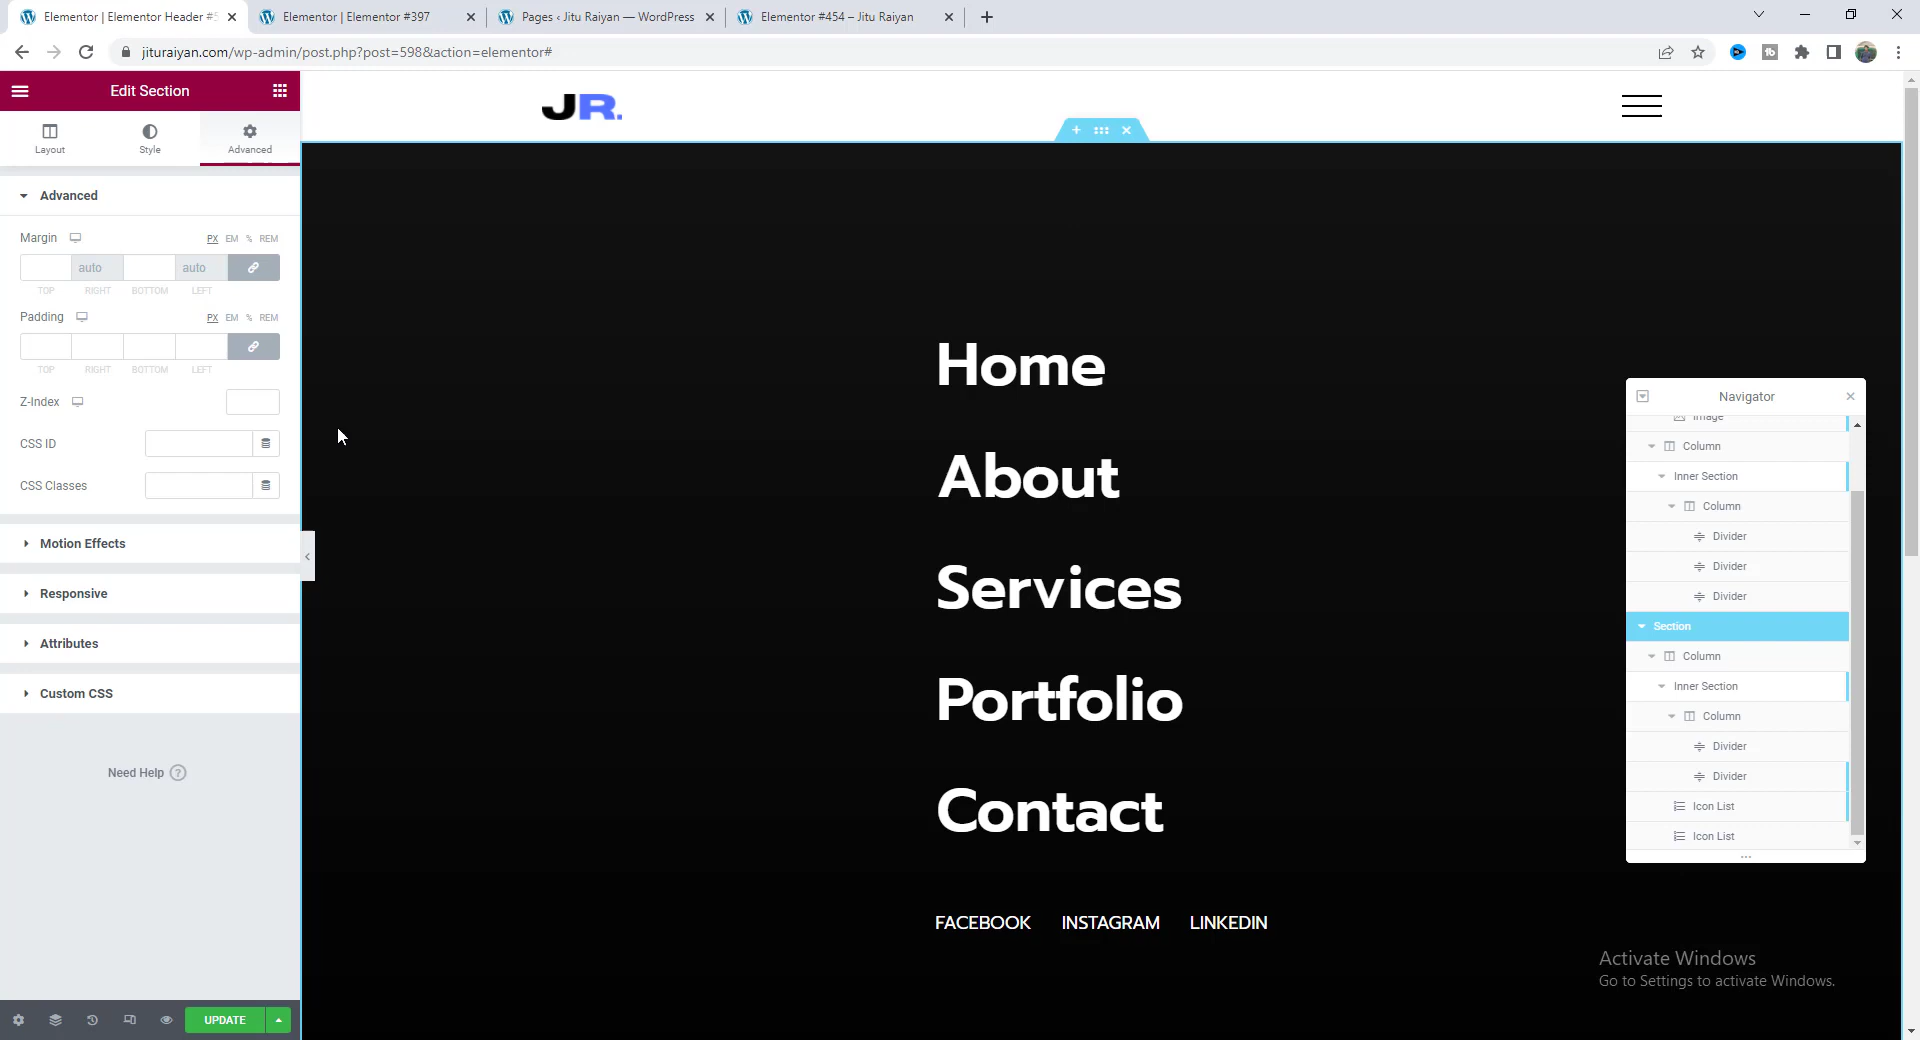 Elementor | Elementor Header #5
Elementor | Elementor #397
Pages ‹ Jitu Raiyan — WordPress
Elementor #454 – Jitu Raiyan
jituraiyan.com/wp-admin/post.php?post=598&action=elementor#
Edit Section
Layout
Style
Advanced
Advanced
Margin
PX EM % REM
auto
auto
TOP RIGHT BOTTOM LEFT
Padding
PX EM % REM
TOP RIGHT BOTTOM LEFT
Z-Index
CSS ID
CSS Classes
Motion Effects
Responsive
Attributes
Custom CSS
Need Help ?
UPDATE
JR.
Home
About
Services
Portfolio
Contact
FACEBOOK INSTAGRAM LINKEDIN
Navigator
Image
Column
Inner Section
Column
Divider
Divider
Divider
Section
Column
Inner Section
Column
Divider
Divider
Icon List
Icon List
Activate Windows
Go to Settings to activate Windows.